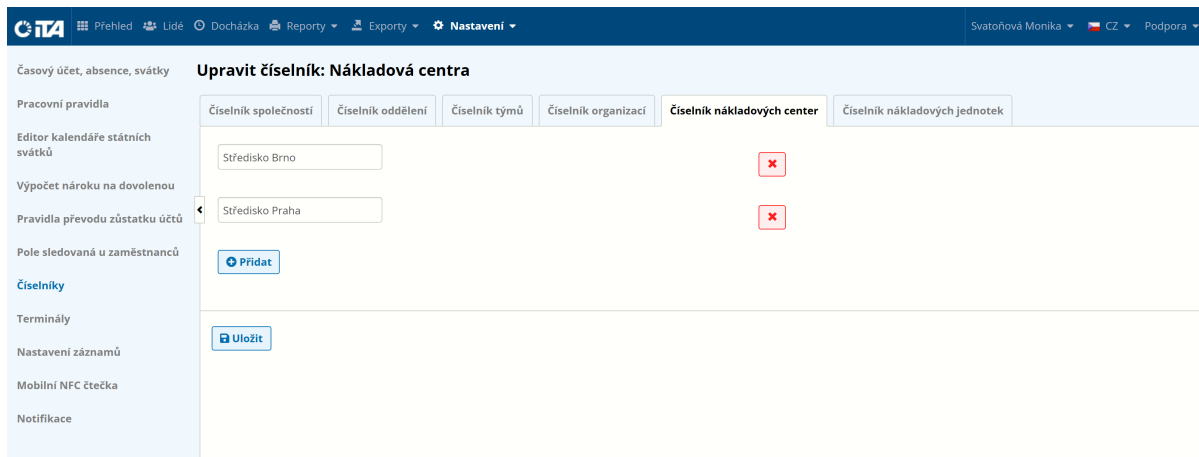 iTA Přehled Lidé Docházka Reporty Exporty Nastavení Svatoňová Monika CZ Podpora
Časový účet, absence, svátky
Pracovní pravidla
Editor kalendáře státních
svátků
Výpočet nároku na dovolenou
Pravidla převodu zůstatku účtů
Pole sledovaná u zaměstnanců
Číselníky
Terminály
Nastavení záznamů
Mobilní NFC čtečka
Notifikace
Upravit číselník: Nákladová centra
Číselník společností Číselník oddělení Číselník týmů Číselník organizací Číselník nákladových center Číselník nákladových jednotek
Středisko Brno
Středisko Praha
Přidat
Uložit